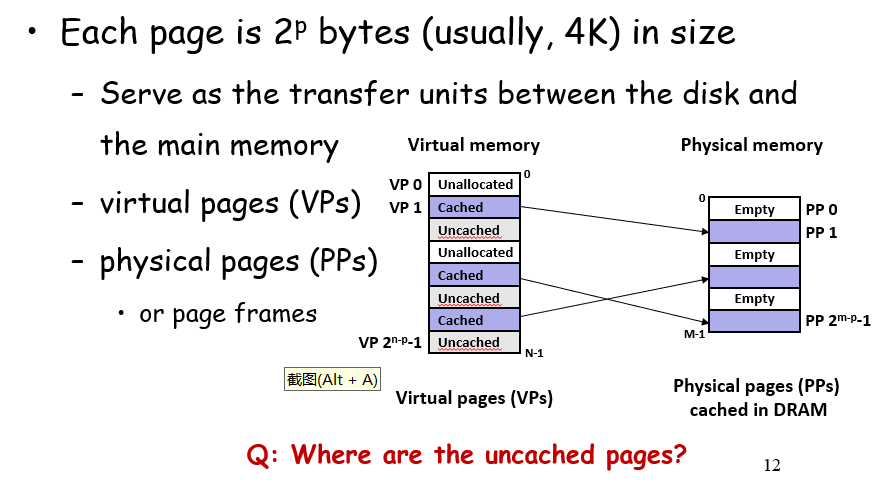 • Each page is 2ᵖ bytes (usually, 4K) in size
– Serve as the transfer units between the disk and
the main memory
– virtual pages (VPs)
– physical pages (PPs)
• or page frames
Virtual memory
0
VP 0 Unallocated
VP 1 Cached
Uncached
Unallocated
Cached
Uncached
Cached
VP 2ⁿ⁻ᵖ-1 Uncached
N-1
Virtual pages (VPs)
Physical memory
0
Empty PP 0
PP 1
Empty
Empty
PP 2ᵐ⁻ᵖ-1
M-1
Physical pages (PPs)
cached in DRAM
截图(Alt + A)
Q: Where are the uncached pages?
12